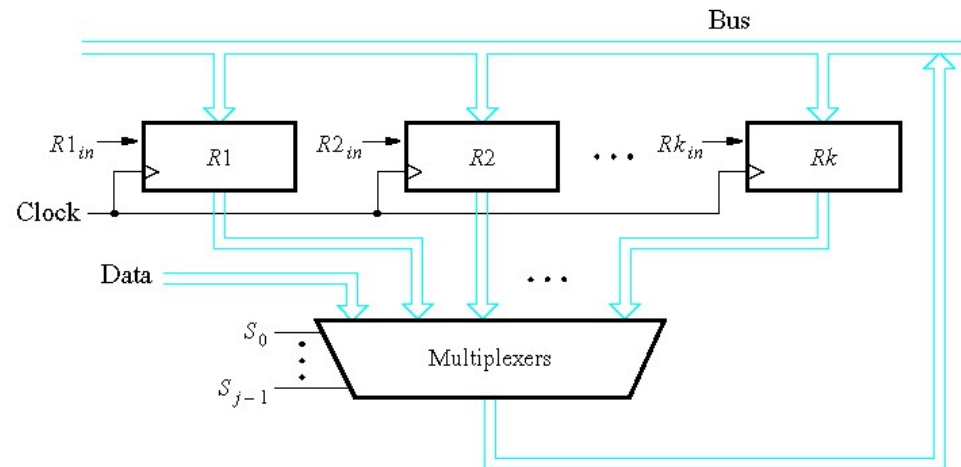 Bus
R1in
R1
R2in
R2
• • •
Rkin
Rk
Clock
Data
• • •
S0
Multiplexers
Sj – 1